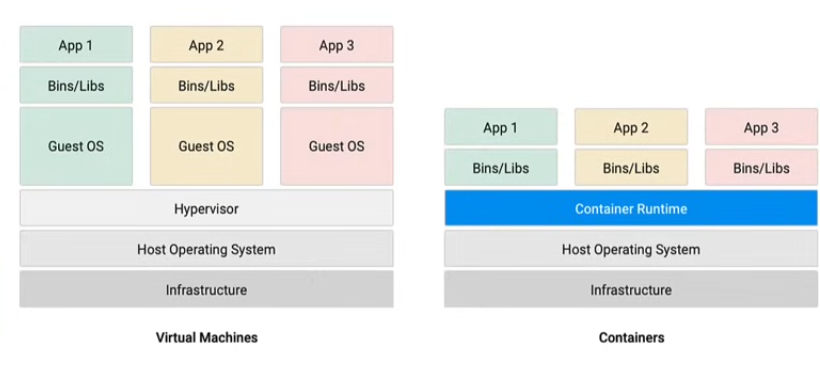 App 1
App 2
App 3
Bins/Libs
Bins/Libs
Bins/Libs
Guest OS
Guest OS
Guest OS
Hypervisor
Host Operating System
Infrastructure
Virtual Machines
App 1
App 2
App 3
Bins/Libs
Bins/Libs
Bins/Libs
Container Runtime
Host Operating System
Infrastructure
Containers